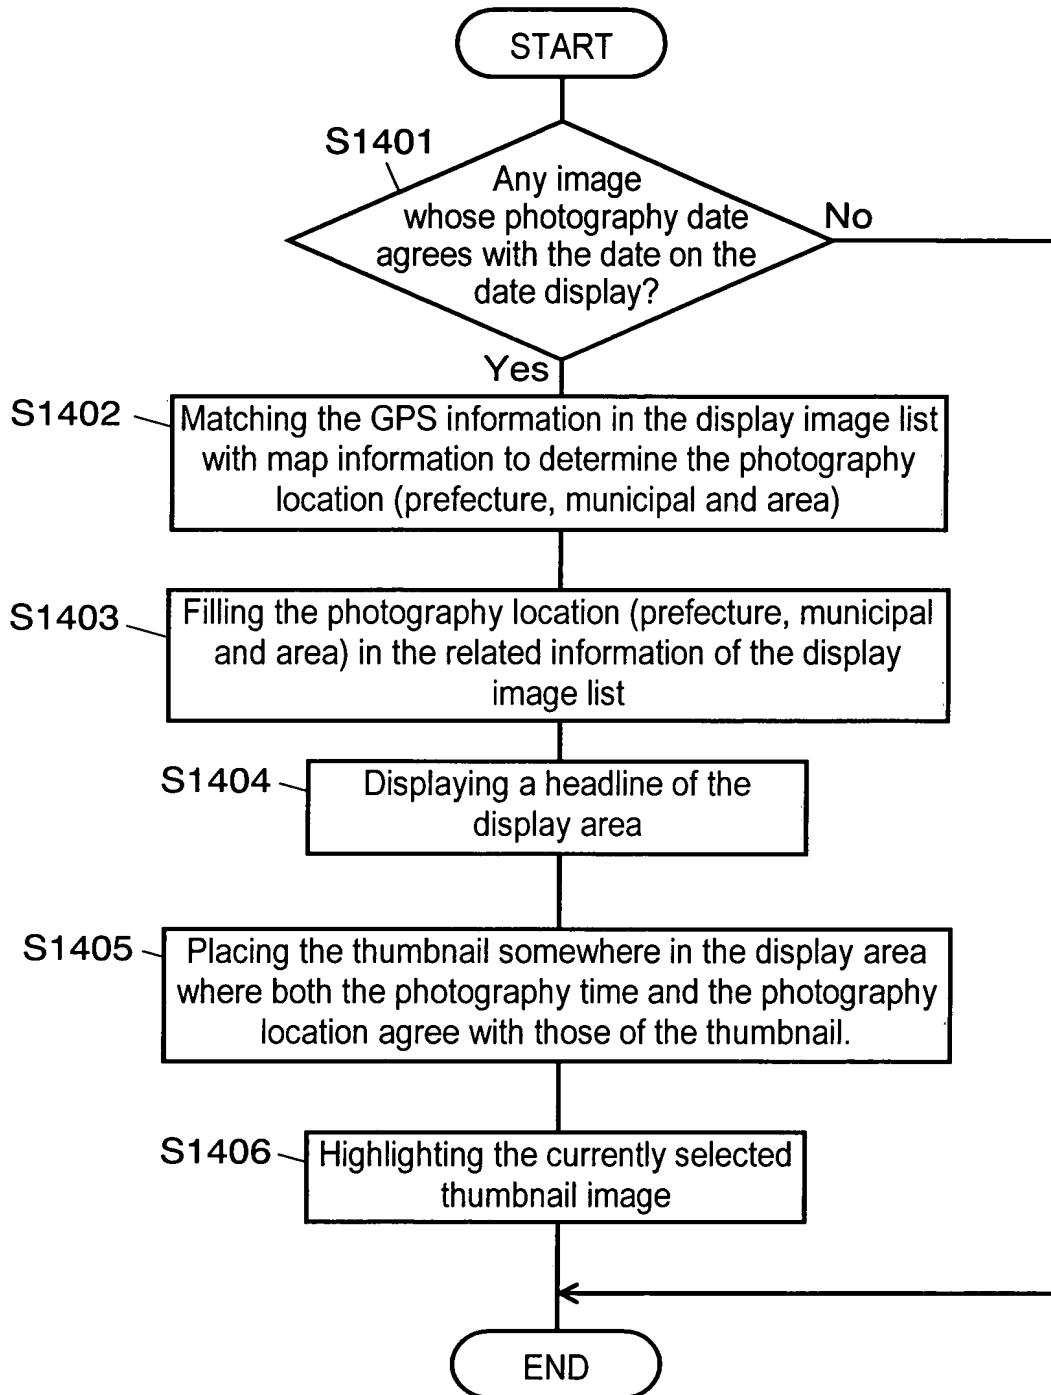 START
S1401
Any image
whose photography date
agrees with the date on the
date display?
No
Yes
S1402
Matching the GPS information in the display image list
with map information to determine the photography
location (prefecture, municipal and area)
S1403
Filling the photography location (prefecture, municipal
and area) in the related information of the display
image list
S1404
Displaying a headline of the
display area
S1405
Placing the thumbnail somewhere in the display area
where both the photography time and the photography
location agree with those of the thumbnail.
S1406
Highlighting the currently selected
thumbnail image
END